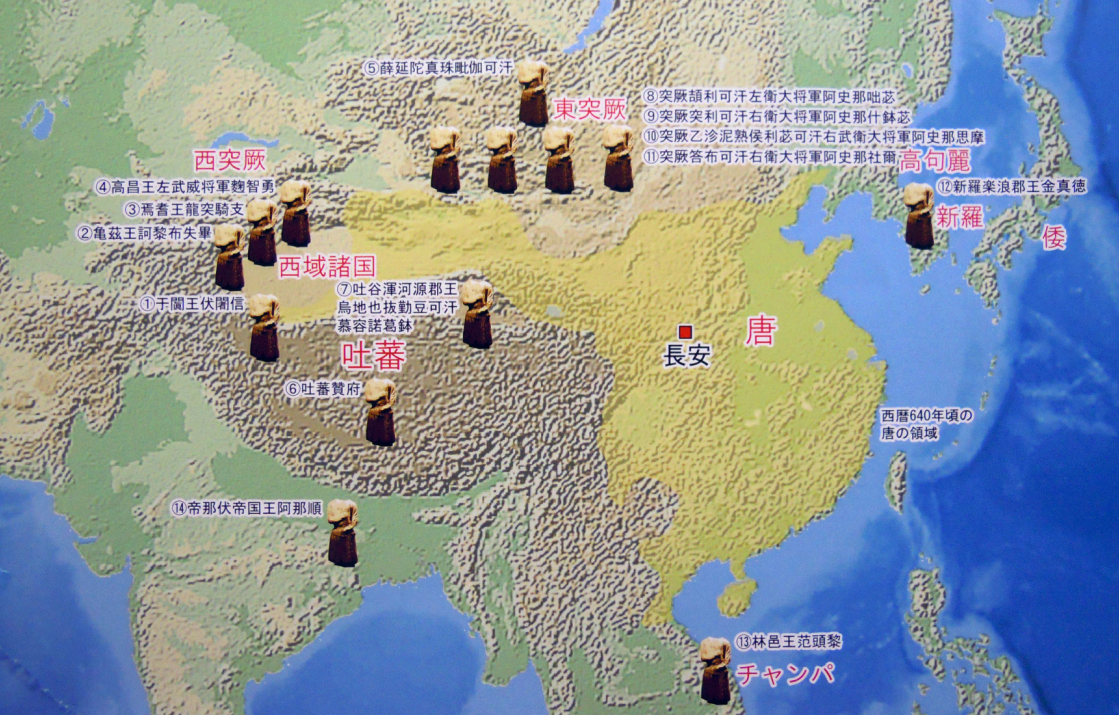 ⑤薛延陀真珠毗伽可汗
東突厥
⑧突厥頡利可汗左衛大将軍阿史那咄苾
⑨突厥突利可汗右衛大将軍阿史那什鉢苾
⑩突厥乙沴泥熟俟利苾可汗右武衛大将軍阿史那思摩
⑪突厥答布可汗右衛大将軍阿史那社爾
高句麗
⑫新羅楽浪郡王金真徳
新羅
倭
西突厥
④高昌王左武威将軍麴智勇
③焉耆王龍突騎支
②亀茲王訶黎布失畢
西域諸国
①于闐王伏闍信
⑦吐谷渾河源郡王
烏地也抜勤豆可汗
慕容諾葛鉢
吐蕃
⑥吐蕃賛府
唐
長安
西暦640年頃の
唐の領域
⑭帝那伏帝国王阿那順
⑬林邑王范頭黎
チャンパ